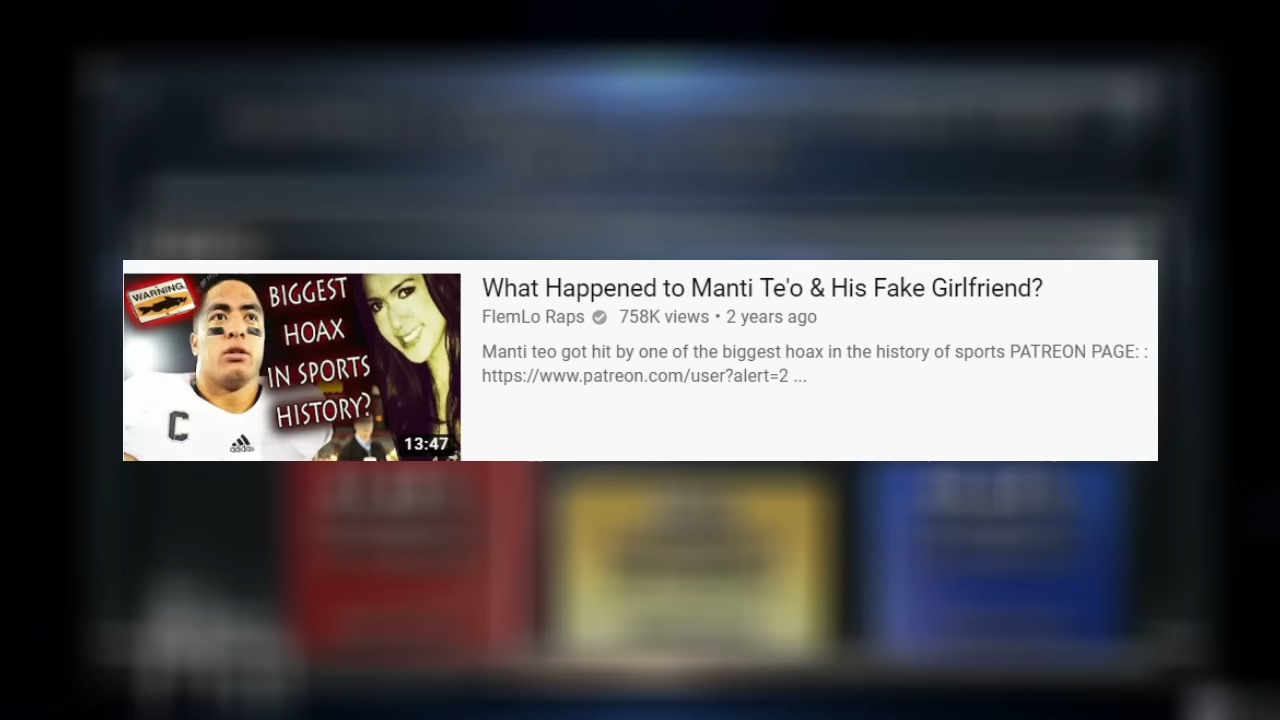 WARNING
BIGGEST
HOAX
IN SPORTS
HISTORY?
C
adidas
13:47
What Happened to Manti Te'o & His Fake Girlfriend?
FlemLo Raps 758K views • 2 years ago
Manti teo got hit by one of the biggest hoax in the history of sports PATREON PAGE: :
https://www.patreon.com/user?alert=2 ...